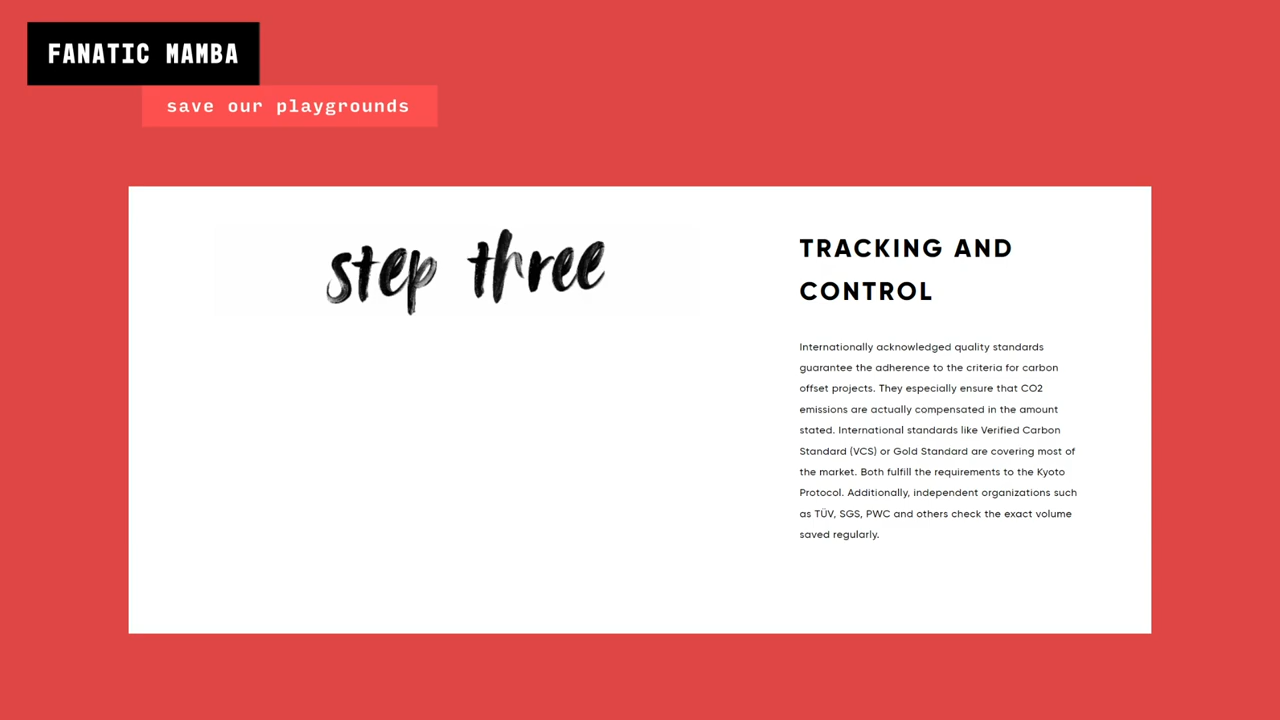 FANATIC MAMBA
save our playgrounds
step three
TRACKING AND
CONTROL
Internationally acknowledged quality standards
guarantee the adherence to the criteria for carbon
offset projects. They especially ensure that CO2
emissions are actually compensated in the amount
stated. International standards like Verified Carbon
Standard (VCS) or Gold Standard are covering most of
the market. Both fulfill the requirements to the Kyoto
Protocol. Additionally, independent organizations such
as TÜV, SGS, PWC and others check the exact volume
saved regularly.